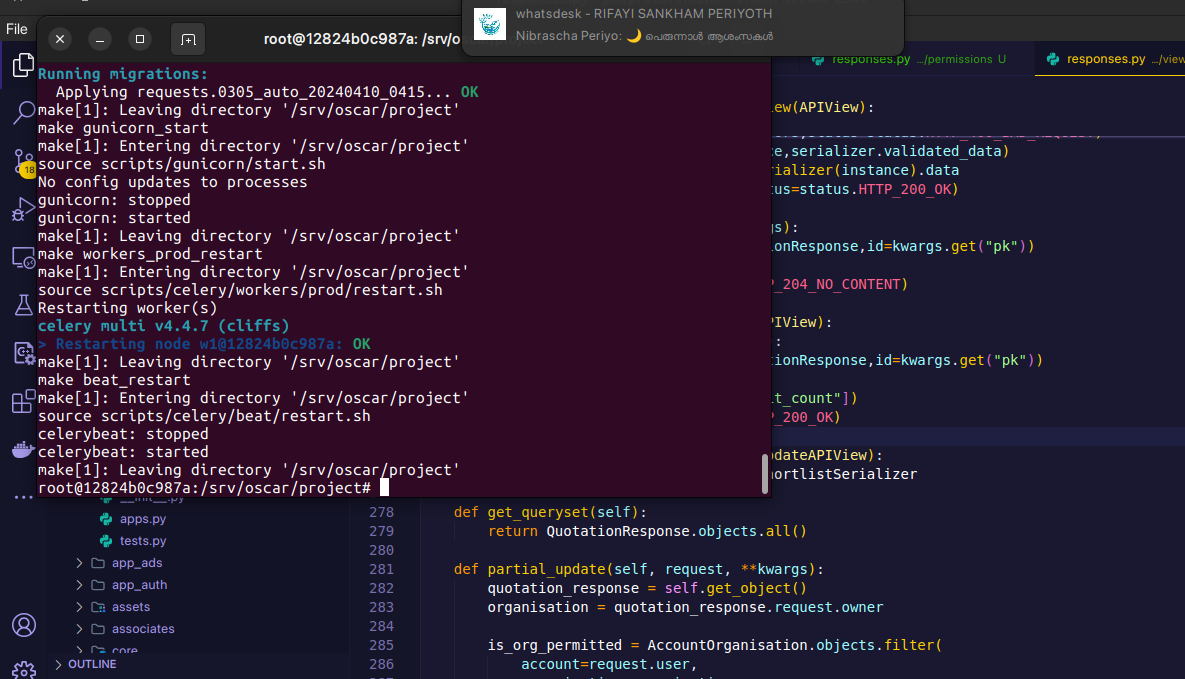 File
whatsdesk - RIFAYI SANKHAM PERIYOTH
Nibrascha Periyo: 🌙 പെരുന്നാൾ ആശംസകൾ
root@12824b0c987a: /srv/o
responses.py .../permissions U
responses.py .../view
Running migrations:
Applying requests.0305_auto_20240410_0415... OK
make[1]: Leaving directory '/srv/oscar/project'
make gunicorn_start
make[1]: Entering directory '/srv/oscar/project'
source scripts/gunicorn/start.sh
No config updates to processes
gunicorn: stopped
gunicorn: started
make[1]: Leaving directory '/srv/oscar/project'
make workers_prod_restart
make[1]: Entering directory '/srv/oscar/project'
source scripts/celery/workers/prod/restart.sh
Restarting worker(s)
celery multi v4.4.7 (cliffs)
> Restarting node w1@12824b0c987a: OK
make[1]: Leaving directory '/srv/oscar/project'
make beat_restart
make[1]: Entering directory '/srv/oscar/project'
source scripts/celery/beat/restart.sh
celerybeat: stopped
celerybeat: started
make[1]: Leaving directory '/srv/oscar/project'
root@12824b0c987a:/srv/oscar/project#
ew(APIView):
e,serializer.validated_data)
ializer(instance).data
tus=status.HTTP_200_OK)
gs):
ionResponse,id=kwargs.get("pk"))
P_204_NO_CONTENT)
PIView):
:
ionResponse,id=kwargs.get("pk"))
t_count"])
P_200_OK)
pdateAPIView):
hortlistSerializer
18
__init__.py
apps.py
tests.py
app_ads
app_auth
assets
associates
core
OUTLINE
278 def get_queryset(self):
279 return QuotationResponse.objects.all()
280
281 def partial_update(self, request, **kwargs):
282 quotation_response = self.get_object()
283 organisation = quotation_response.request.owner
284
285 is_org_permitted = AccountOrganisation.objects.filter(
286 account=request.user,